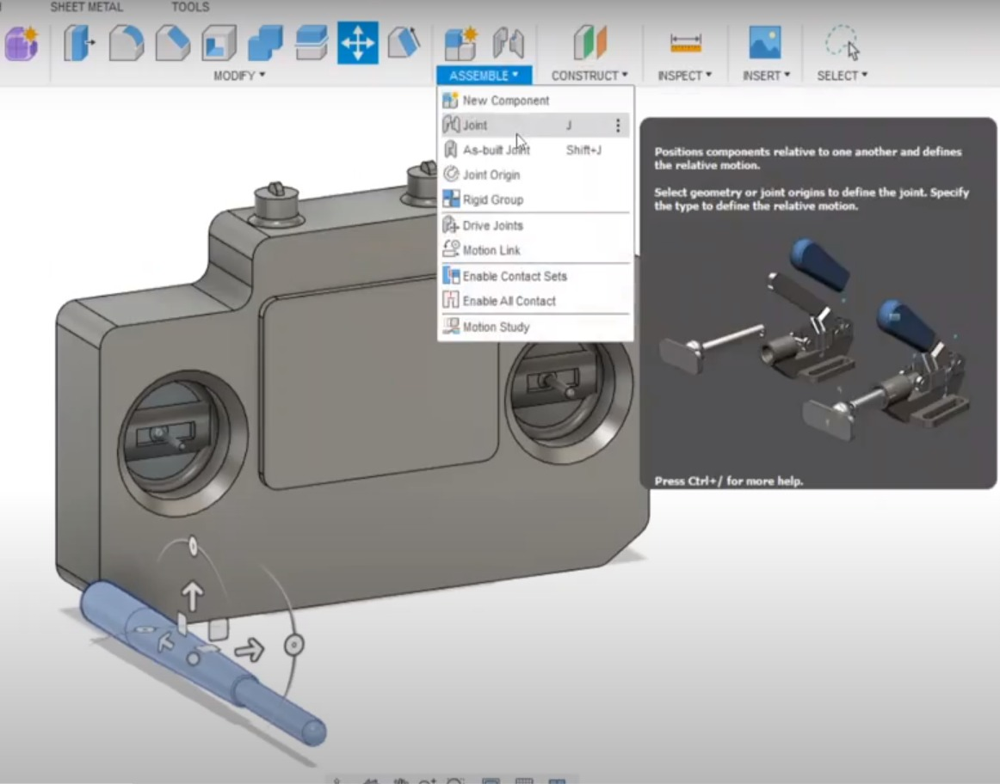 SHEET METAL TOOLS
MODIFY ASSEMBLE CONSTRUCT INSPECT INSERT SELECT
New Component
Joint J
As-built Joint Shift+J
Joint Origin
Rigid Group
Drive Joints
Motion Link
Enable Contact Sets
Enable All Contact
Motion Study
Positions components relative to one another and defines
the relative motion.
Select geometry or joint origins to define the joint. Specify
the type to define the relative motion.
Press Ctrl+/ for more help.